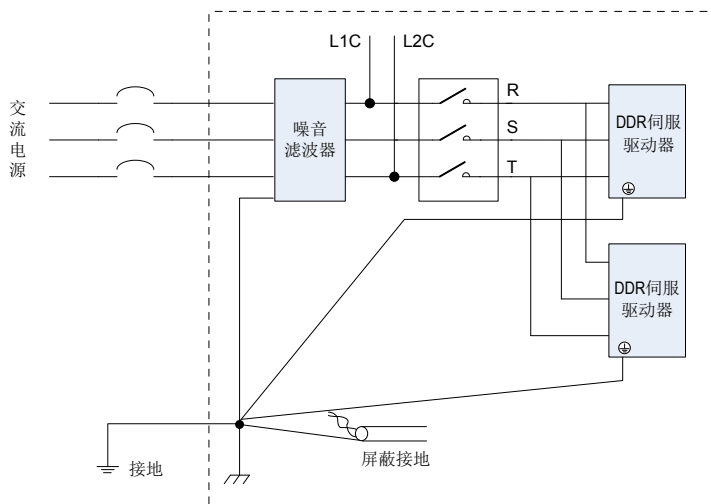 L1C
L2C
交流电源
噪音
滤波器
R
S
T
DDR伺服
驱动器
DDR伺服
驱动器
接地
屏蔽接地